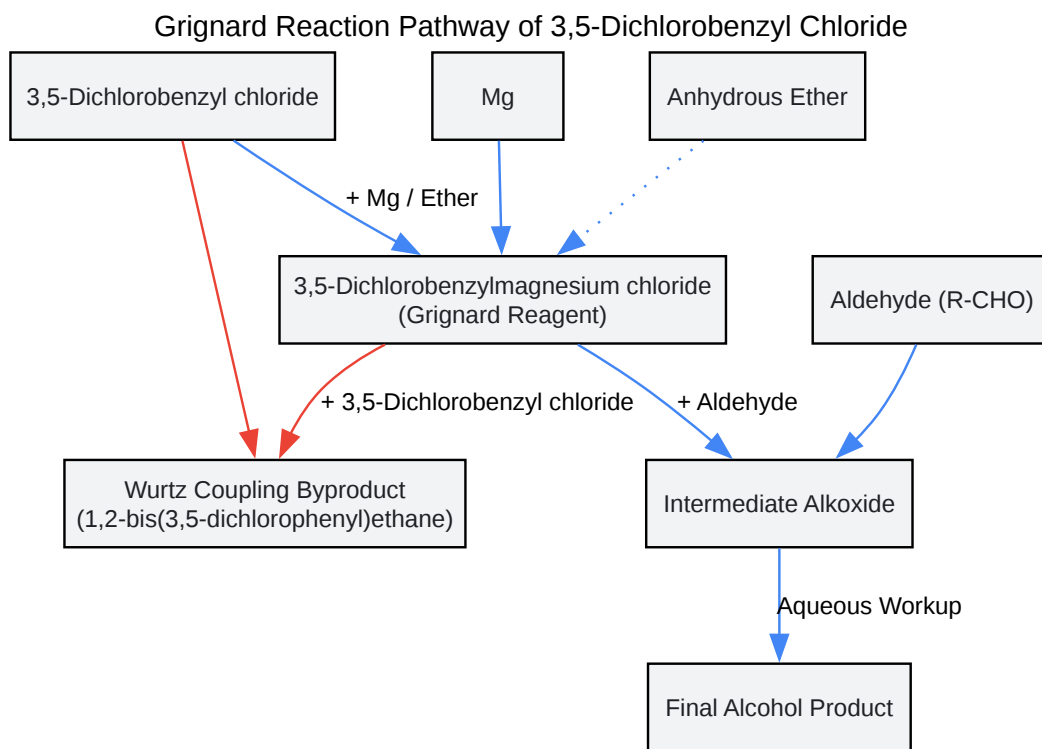 Grignard Reaction Pathway of 3,5-Dichlorobenzyl Chloride
3,5-Dichlorobenzyl chloride
Mg
Anhydrous Ether
+ Mg / Ether
3,5-Dichlorobenzylmagnesium chloride
(Grignard Reagent)
Aldehyde (R-CHO)
+ 3,5-Dichlorobenzyl chloride
+ Aldehyde
Wurtz Coupling Byproduct
(1,2-bis(3,5-dichlorophenyl)ethane)
Intermediate Alkoxide
Aqueous Workup
Final Alcohol Product